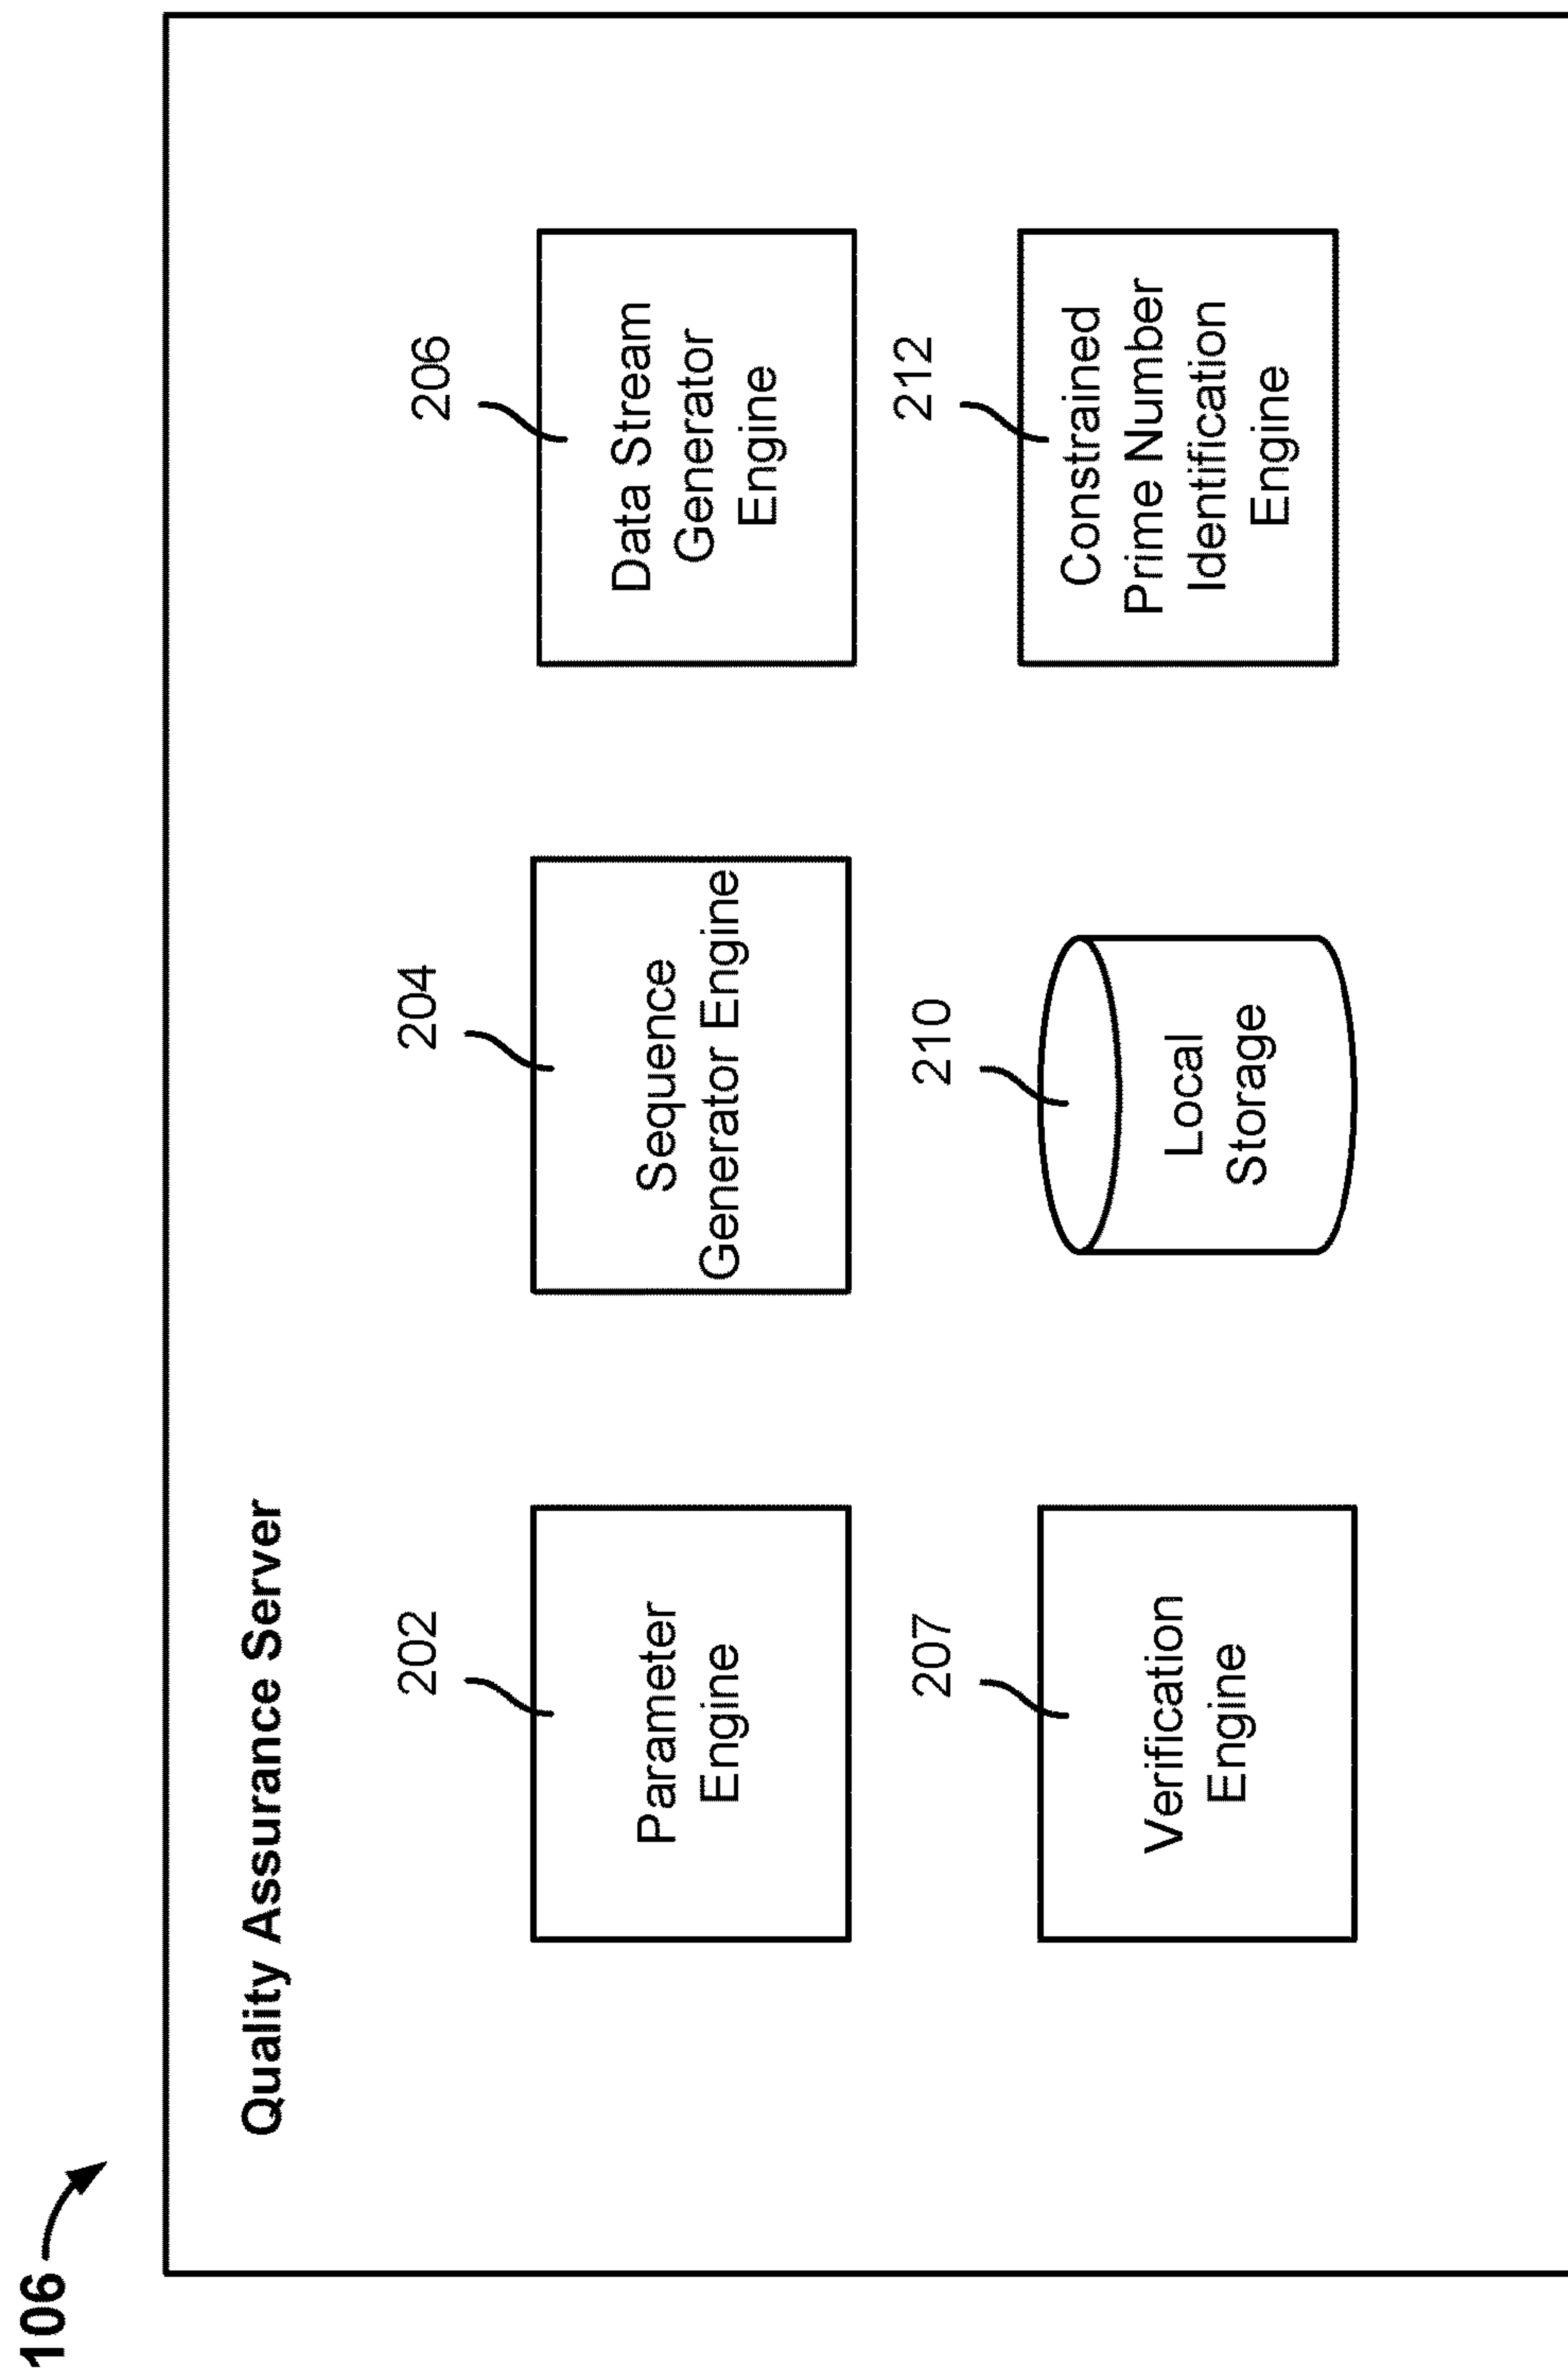 106
Quality Assurance Server
202
Parameter
Engine
204
Sequence
Generator Engine
206
Data Stream
Generator
Engine
207
Verification
Engine
210
Local
Storage
212
Constrained
Prime Number
Identification
Engine